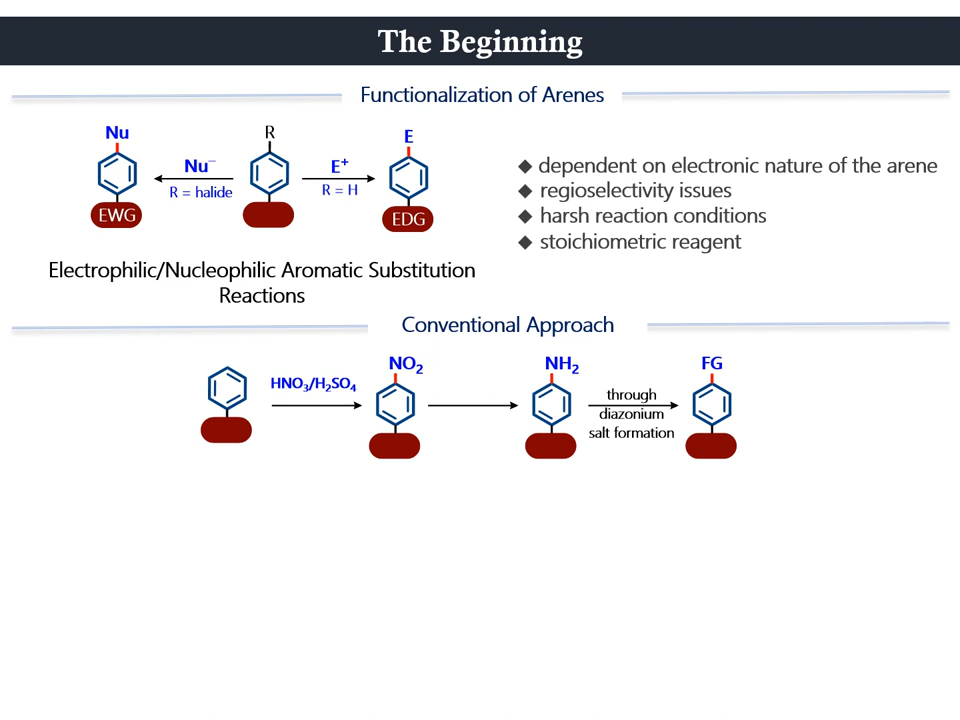 The Beginning
Functionalization of Arenes
Nu
R
E
Nu⁻
E⁺
R = halide
R = H
EWG
EDG
◆ dependent on electronic nature of the arene
◆ regioselectivity issues
◆ harsh reaction conditions
◆ stoichiometric reagent
Electrophilic/Nucleophilic Aromatic Substitution
Reactions
Conventional Approach
HNO₃/H₂SO₄
NO₂
NH₂
through
diazonium
salt formation
FG